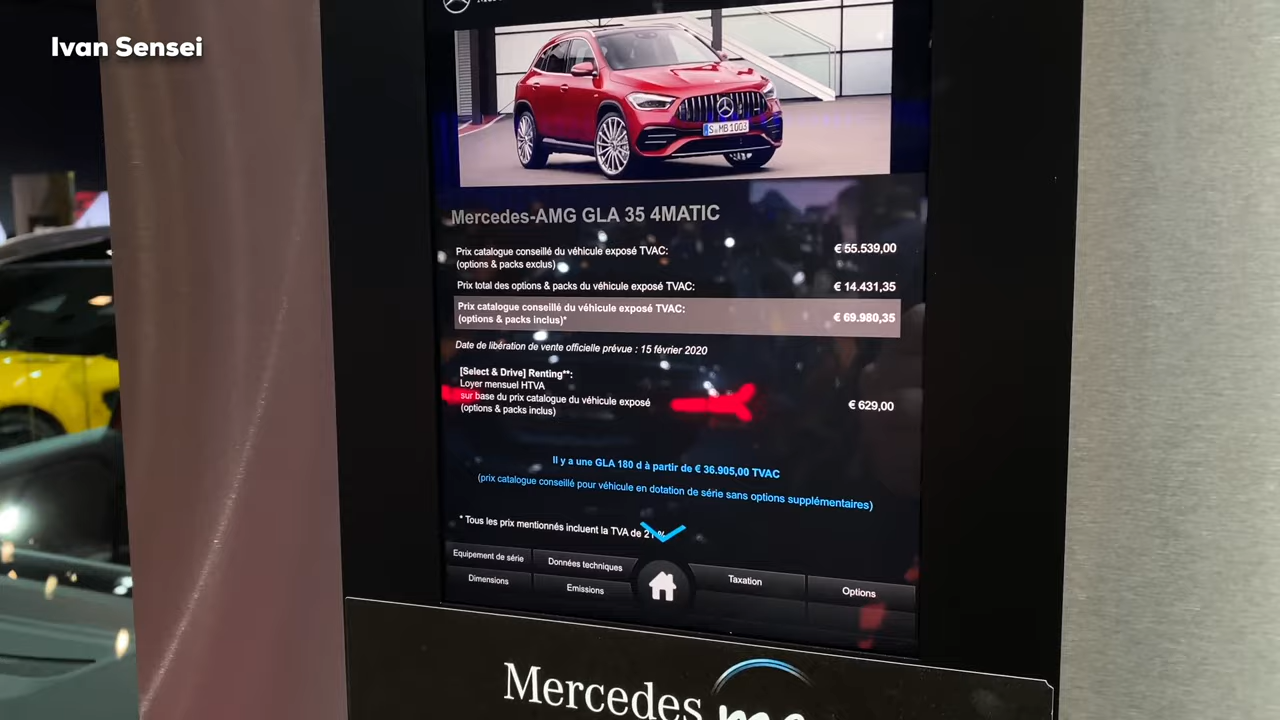 Ivan Sensei
S MB 1003
Mercedes-AMG GLA 35 4MATIC
Prix catalogue conseillé du véhicule exposé TVAC:
(options & packs exclus)
€ 55.539,00
Prix total des options & packs du véhicule exposé TVAC:
€ 14.431,35
Prix catalogue conseillé du véhicule exposé TVAC:
(options & packs inclus)*
€ 69.980,35
Date de libération de vente officielle prévue : 15 février 2020
[Select & Drive] Renting**:
Loyer mensuel HTVA
sur base du prix catalogue du véhicule exposé
(options & packs inclus)
€ 629,00
Il y a une GLA 180 d à partir de € 36.905,00 TVAC
(prix catalogue conseillé pour véhicule en dotation de série sans options supplémentaires)
* Tous les prix mentionnés incluent la TVA de
Equipement de série
Données techniques
Taxation
Options
Dimensions
Emissions
Mercedes me